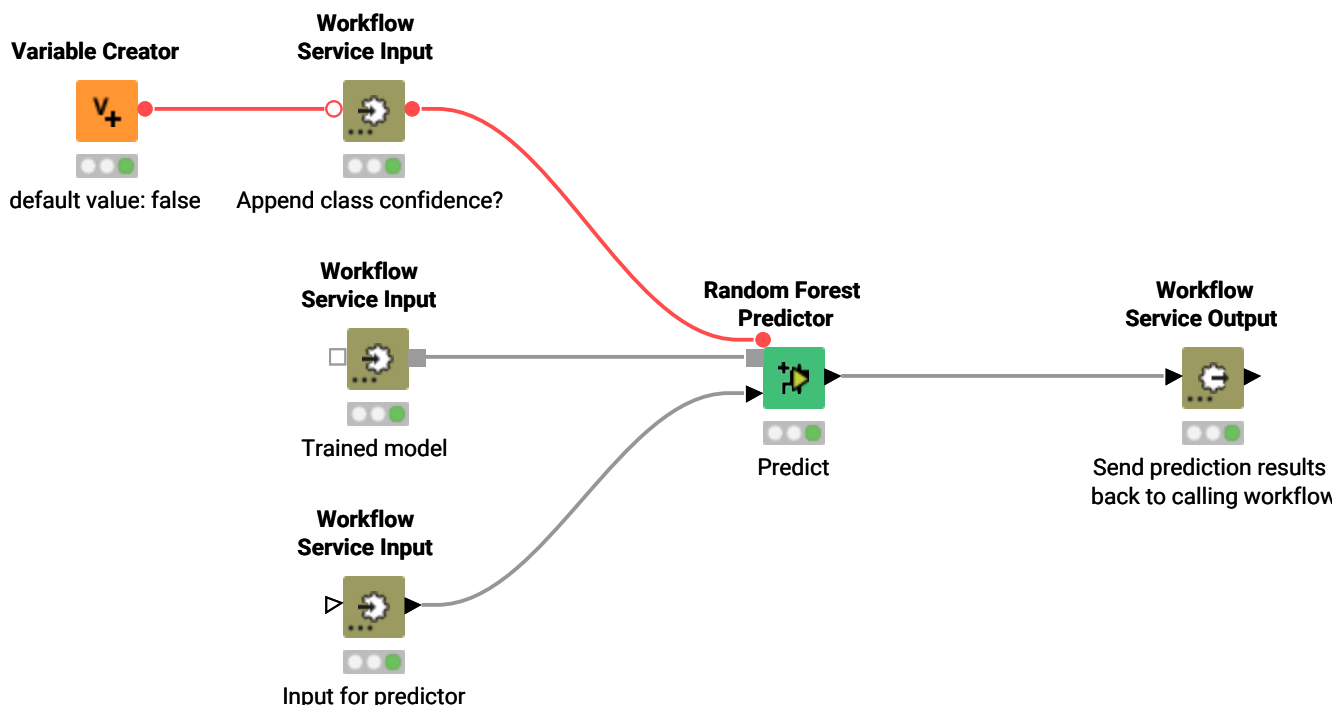 Variable Creator
default value: false
Workflow
Service Input
Append class confidence?
Workflow
Service Input
Trained model
Workflow
Service Input
Input for predictor
Random Forest
Predictor
Predict
Workflow
Service Output
Send prediction results
back to calling workflow